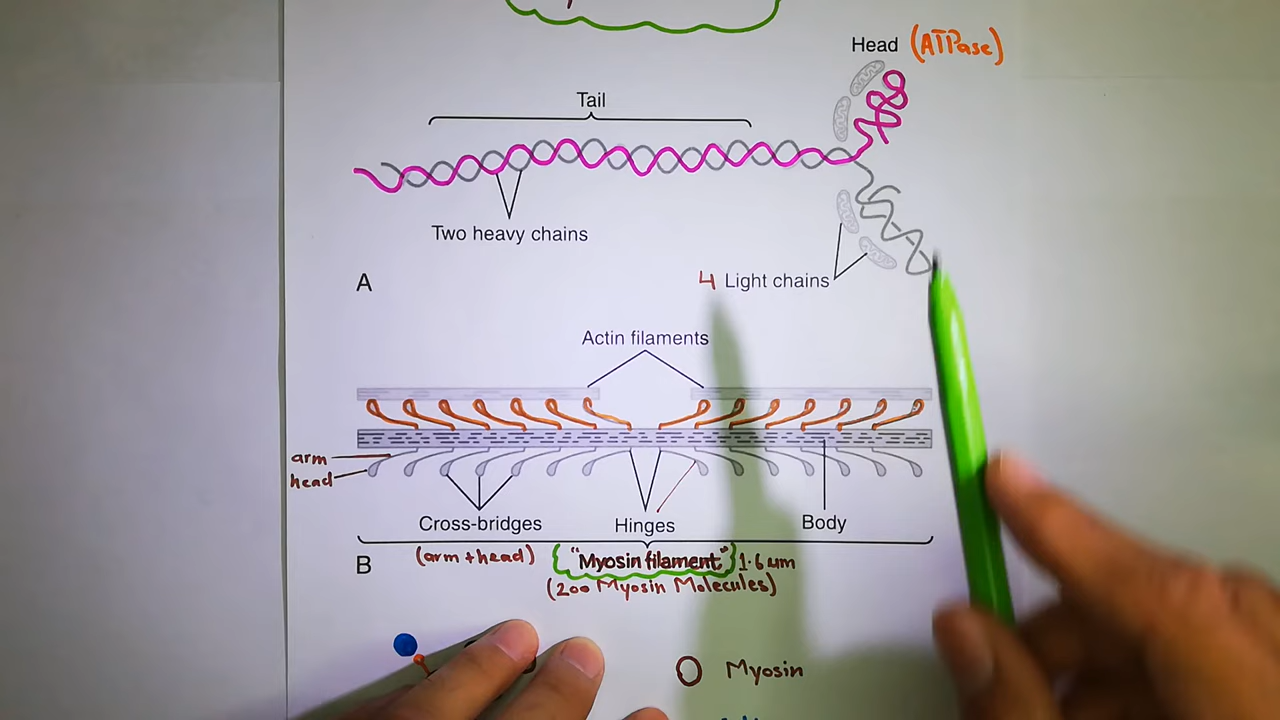 Head (ATPase)
Tail
Two heavy chains
A
4 Light chains
Actin filaments
arm
head
Cross-bridges
Hinges
Body
(arm + head)
"Myosin filament" 1.6 µm
B
(200 Myosin Molecules)
Myosin